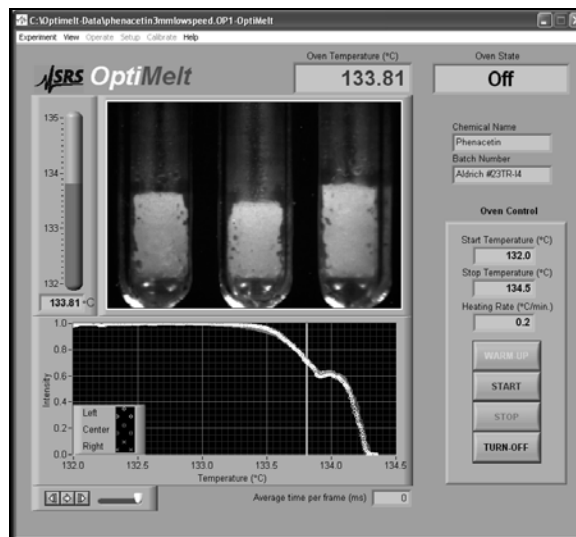 C:\Optimelt-Data\phenacetin3mmlowspeed.OP1-OptiMelt
Experiment View Operate Setup Calibrate Help
SRS OptiMelt
Oven Temperature (°C)
133.81
Oven State
Off
135-
134-
133-
132-
133.81 °C
Chemical Name
Phenacetin
Batch Number
Aldrich #23TR-I4
Oven Control
Start Temperature (°C)
132.0
Stop Temperature (°C)
134.5
Heating Rate (°C/min.)
0.2
WARM-UP
START
STOP
TURN-OFF
Intensity
1.0-
0.8-
0.6-
0.4-
0.2-
0.0-
Left
Center
Right
132.0 132.5 133.0 133.5 134.0 134.5
Temperature (°C)
Average time per frame (ms) 0